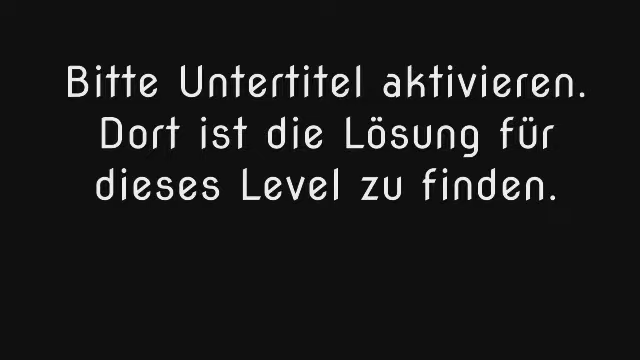 Bitte Untertitel aktivieren.
Dort ist die Lösung für
dieses Level zu finden.